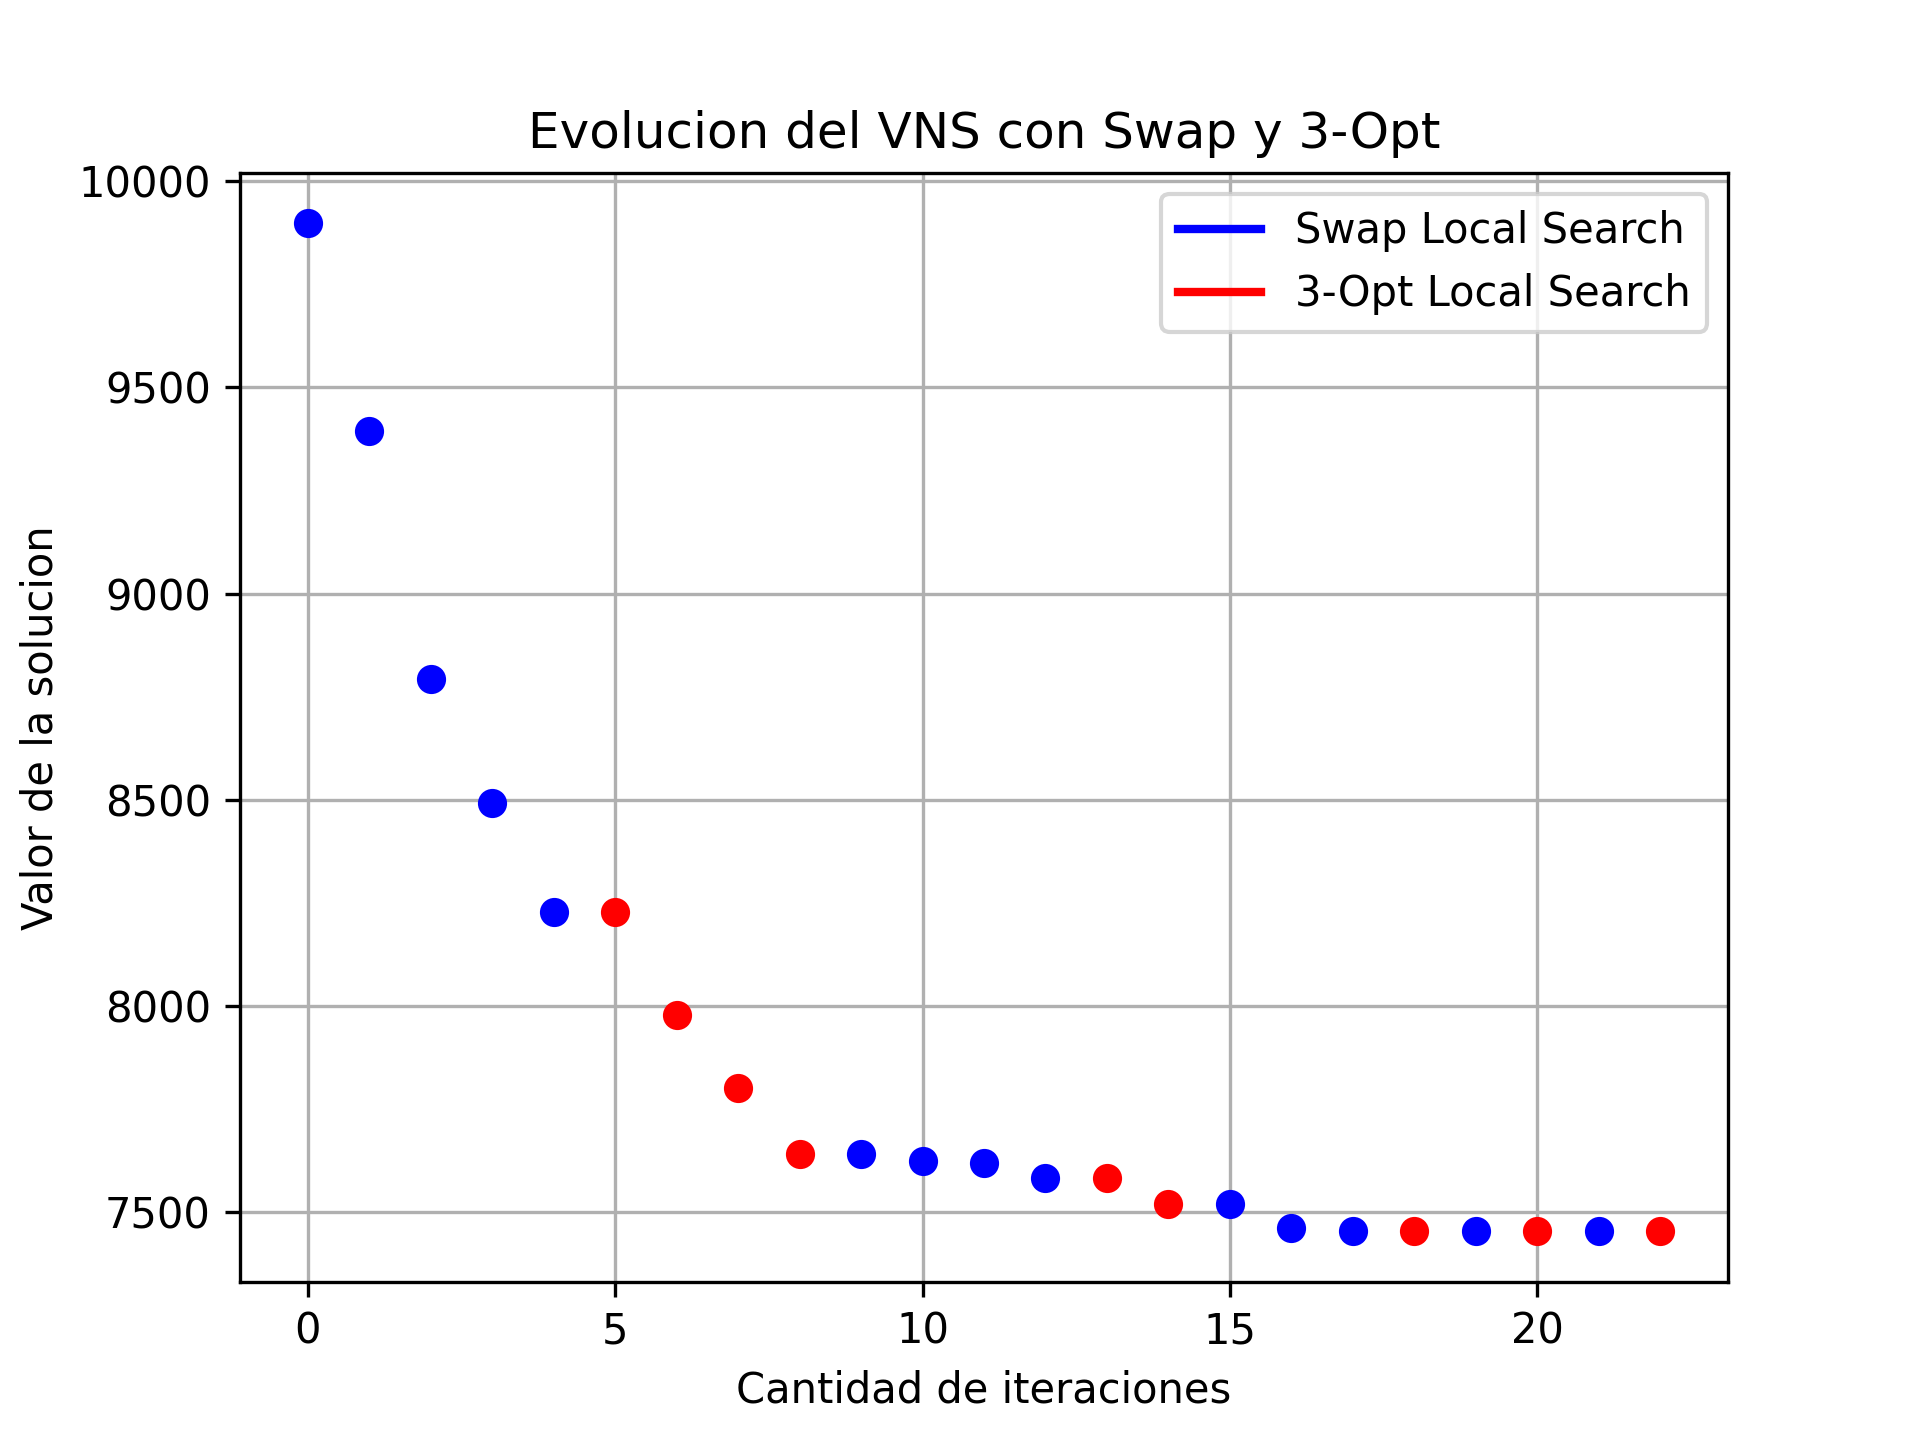 Evolucion del VNS con Swap y 3-Opt
10000
9500
9000
8500
8000
7500
Valor de la solucion
Swap Local Search
3-Opt Local Search
0 5 10 15 20
Cantidad de iteraciones